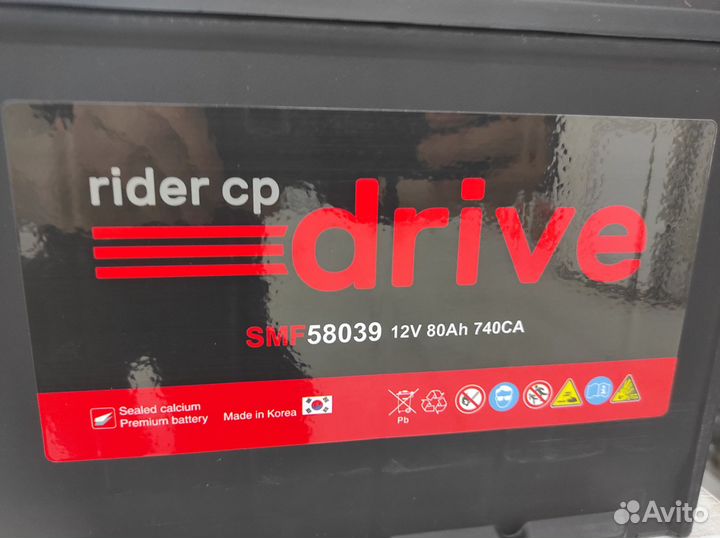 rider cp
drive
SMF58039 12V 80Ah 740CA
Sealed calcium
Premium battery
Made in Korea
Pb
Avito